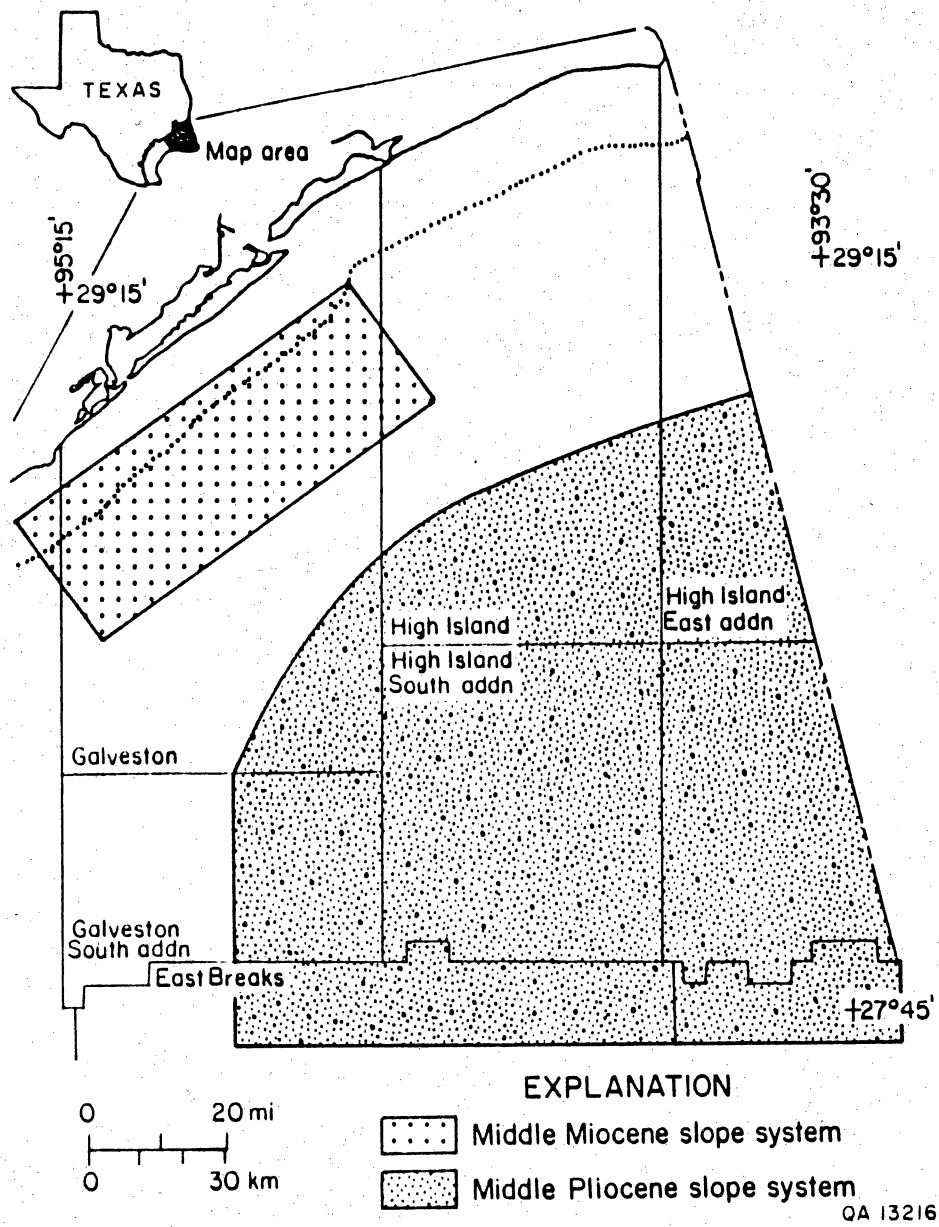 TEXAS
Map area
+95°15'
+29°15'
+93°30'
+29°15'
High Island
High Island
South addn
High Island
East addn
Galveston
Galveston
South addn
East Breaks
+27°45'
EXPLANATION
0 20 mi
0 30 km
Middle Miocene slope system
Middle Pliocene slope system
QA 13216